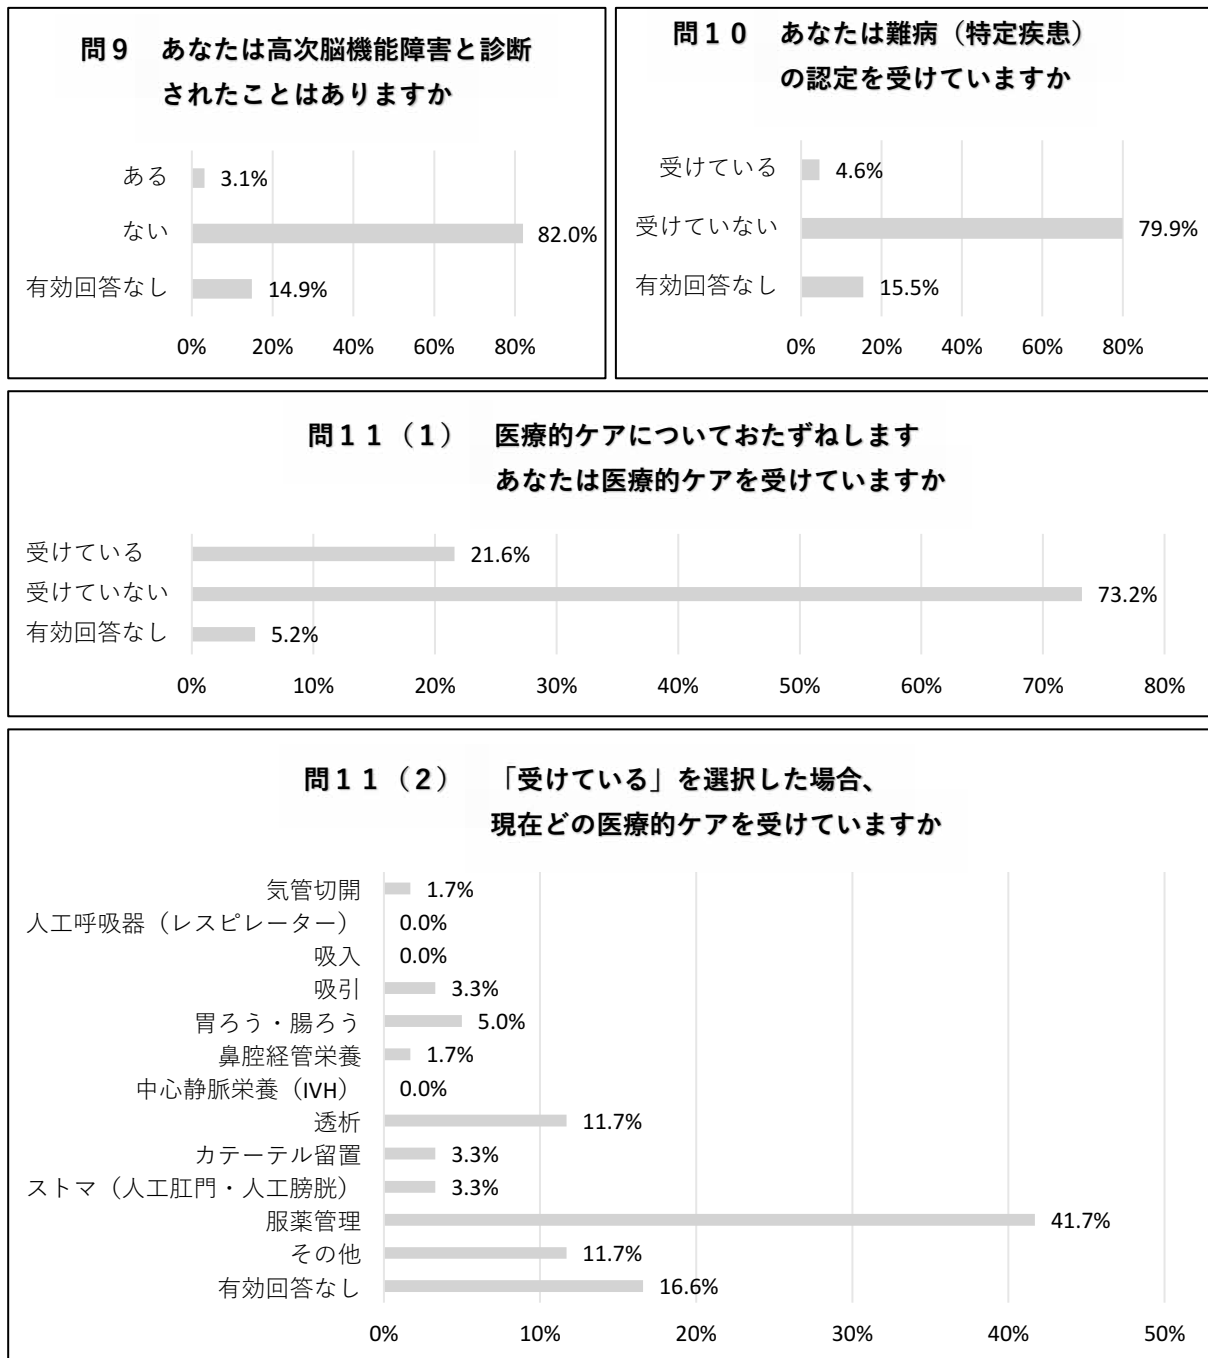 問９　あなたは高次脳機能障害と診断
されたことはありますか
ある 3.1%
ない 82.0%
有効回答なし 14.9%
0% 20% 40% 60% 80%
問１０　あなたは難病（特定疾患）
の認定を受けていますか
受けている 4.6%
受けていない 79.9%
有効回答なし 15.5%
0% 20% 40% 60% 80%
問１１（１）　医療的ケアについておたずねします
あなたは医療的ケアを受けていますか
受けている 21.6%
受けていない 73.2%
有効回答なし 5.2%
0% 10% 20% 30% 40% 50% 60% 70% 80%
問１１（２）　「受けている」を選択した場合、
現在どの医療的ケアを受けていますか
気管切開 1.7%
人工呼吸器（レスピレーター） 0.0%
吸入 0.0%
吸引 3.3%
胃ろう・腸ろう 5.0%
鼻腔経管栄養 1.7%
中心静脈栄養（IVH） 0.0%
透析 11.7%
カテーテル留置 3.3%
ストマ（人工肛門・人工膀胱） 3.3%
服薬管理 41.7%
その他 11.7%
有効回答なし 16.6%
0% 10% 20% 30% 40% 50%